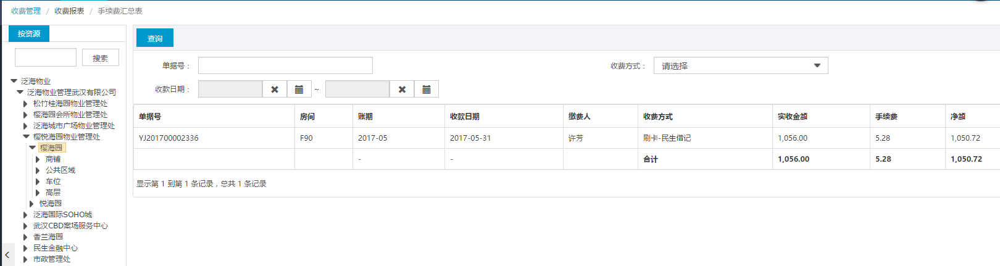 收费管理 / 收费报表 / 手续费汇总表
按资源
搜索
泛海物业
泛海物业管理武汉有限公司
松竹桂海园物业管理处
樱海园会所物业管理处
泛海城市广场物业管理处
樱悦海园物业管理处
樱海园
商铺
公共区域
车位
高层
悦海园
泛海国际SOHO城
武汉CBD案场服务中心
香兰海园
民生金融中心
市政管理处
查询
单据号：
收费方式： 请选择
收款日期： ~
单据号 房间 账期 收款日期 缴费人 收费方式 实收金额 手续费 净额
YJ201700002336 F90 2017-05 2017-05-31 许芳 刷卡-民生借记 1,056.00 5.28 1,050.72
- - 合计 1,056.00 5.28 1,050.72
显示第 1 到第 1 条记录，总共 1 条记录